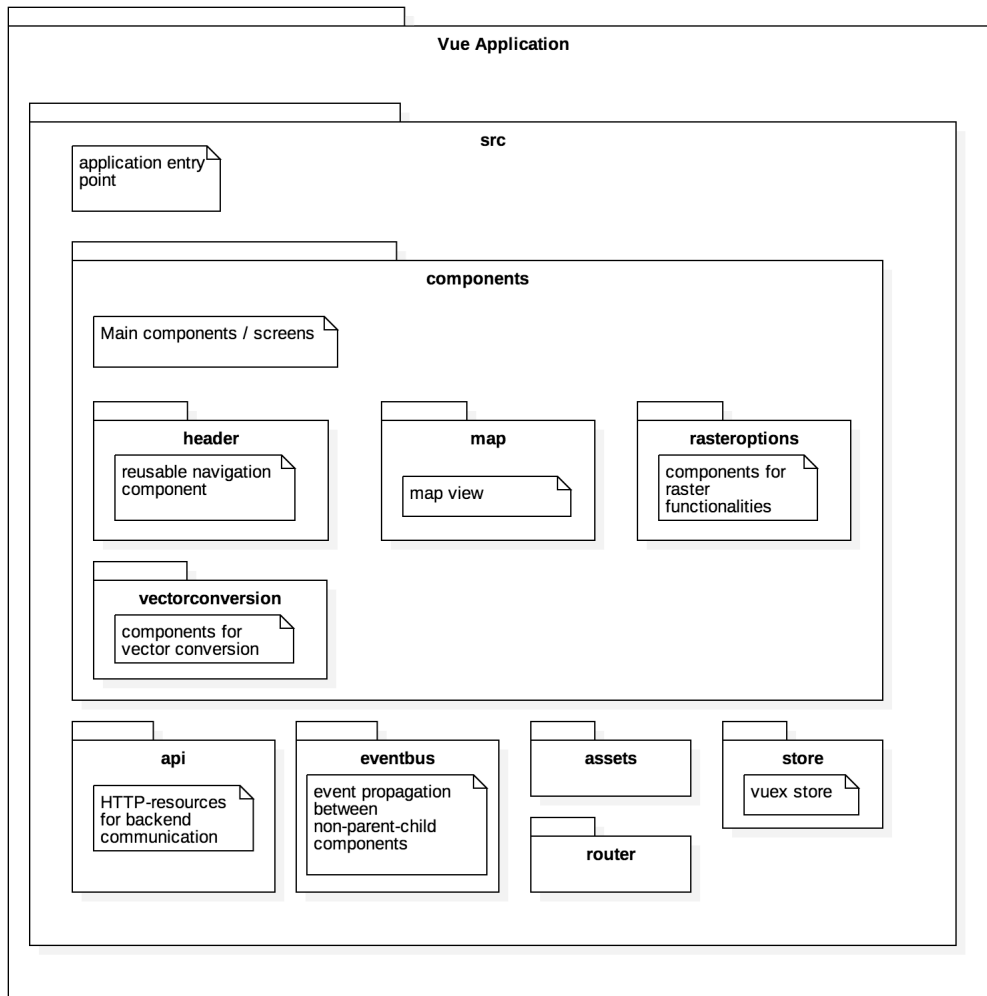 Vue Application
src
application entry
point
components
Main components / screens
header
reusable navigation
component
map
map view
rasteroptions
components for
raster
functionalities
vectorconversion
components for
vector conversion
api
HTTP-resources
for backend
communication
eventbus
event propagation
between
non-parent-child
components
assets
router
store
vuex store